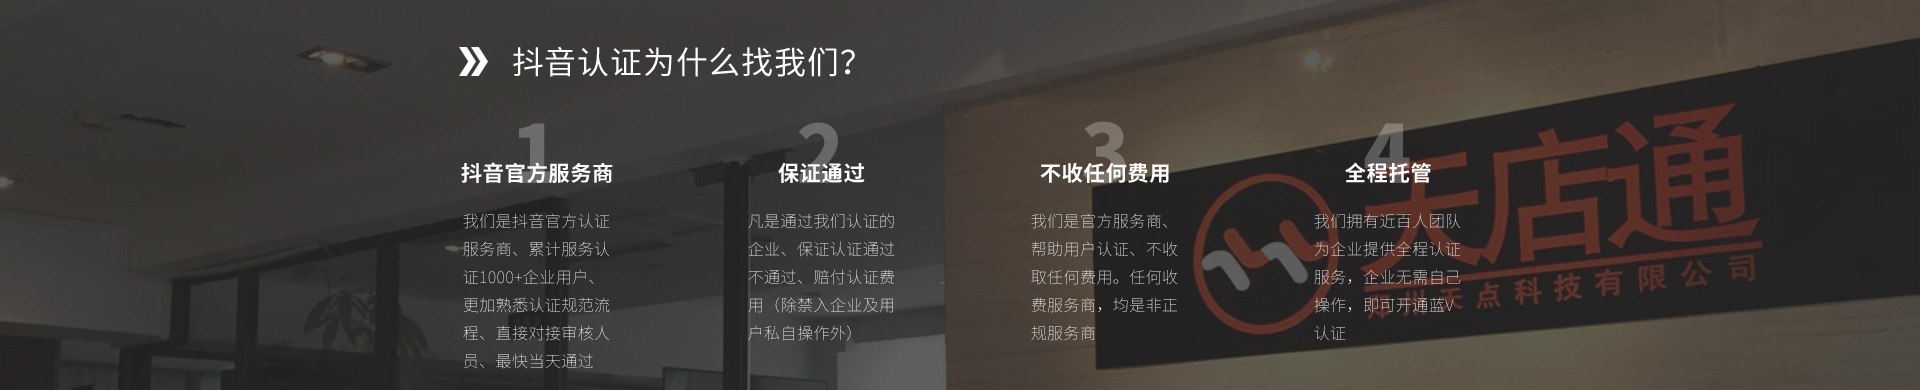 抖音认证为什么找我们？
1
抖音官方服务商
我们是抖音官方认证
服务商、累计服务认
证1000+企业用户、
更加熟悉认证规范流
程、直接对接审核人
员、最快当天通过
2
保证通过
凡是通过我们认证的
企业、保证认证通过
不通过、赔付认证费
用（除禁入企业及用
户私自操作外）
3
不收任何费用
我们是官方服务商、
帮助用户认证、不收
取任何费用。任何收
费服务商，均是非正
规服务商
4
全程托管
我们拥有近百人团队
为企业提供全程认证
服务，企业无需自己
操作，即可开通蓝V
认证
天店通
郑州天点科技有限公司